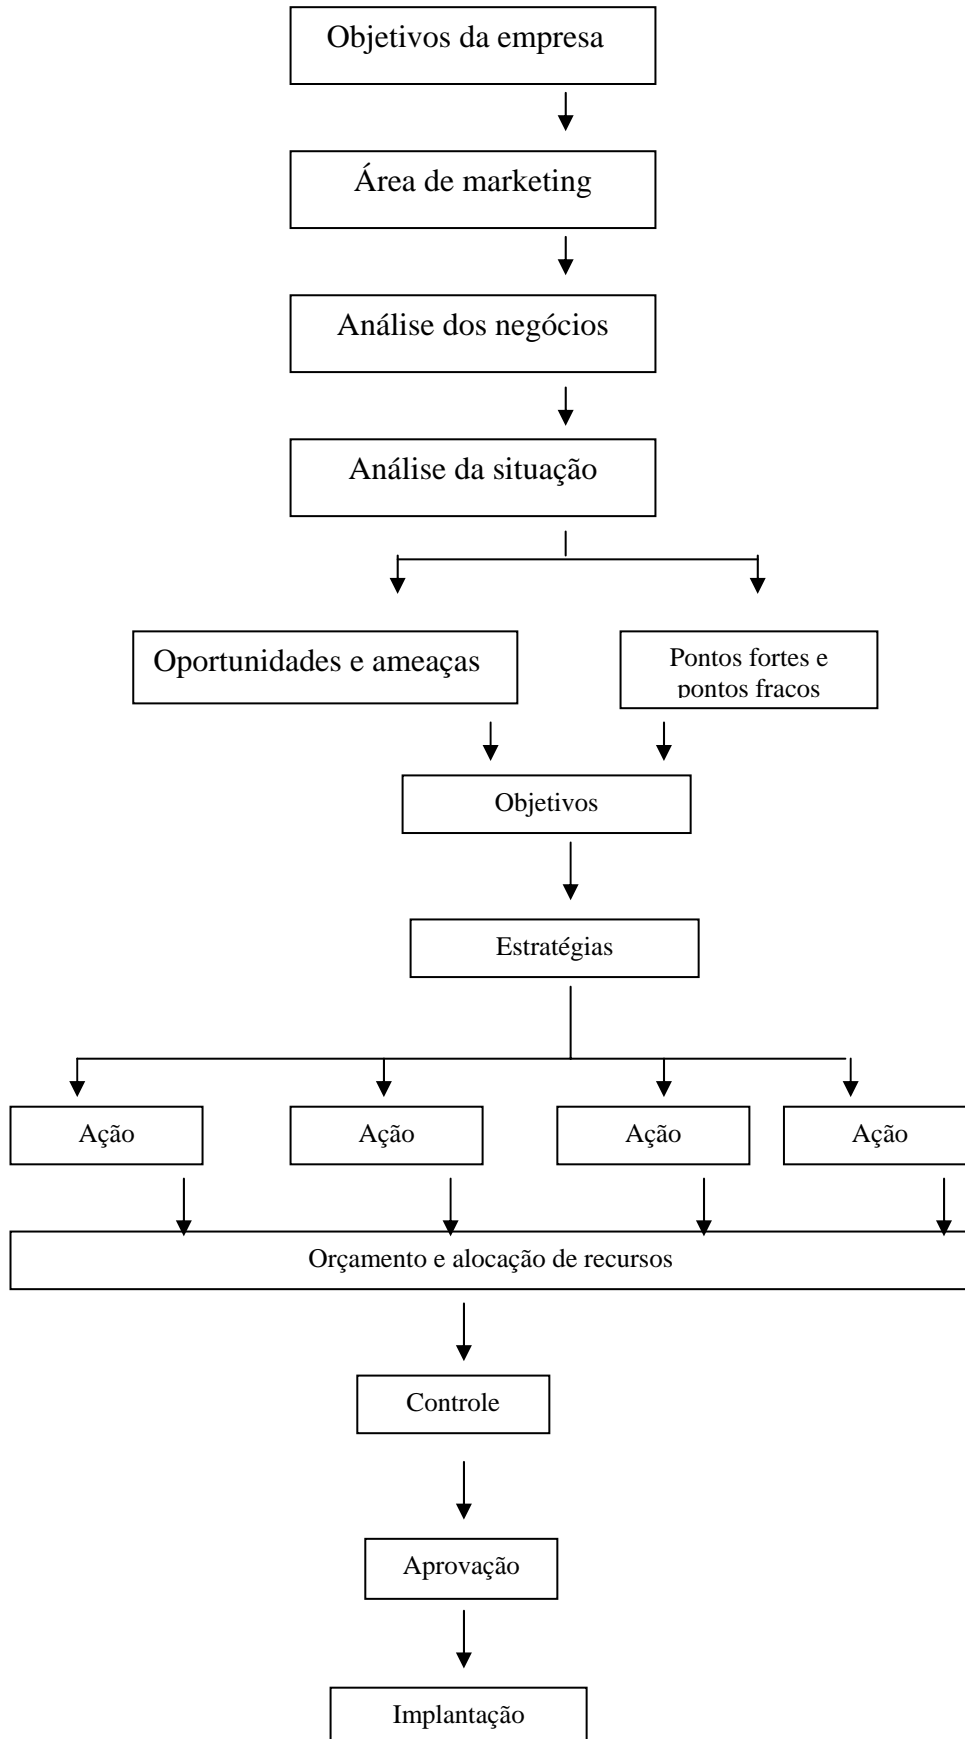 Objetivos da empresa
Área de marketing
Análise dos negócios
Análise da situação
Oportunidades e ameaças
Pontos fortes e
pontos fracos
Objetivos
Estratégias
Ação
Ação
Ação
Ação
Orçamento e alocação de recursos
Controle
Aprovação
Implantação